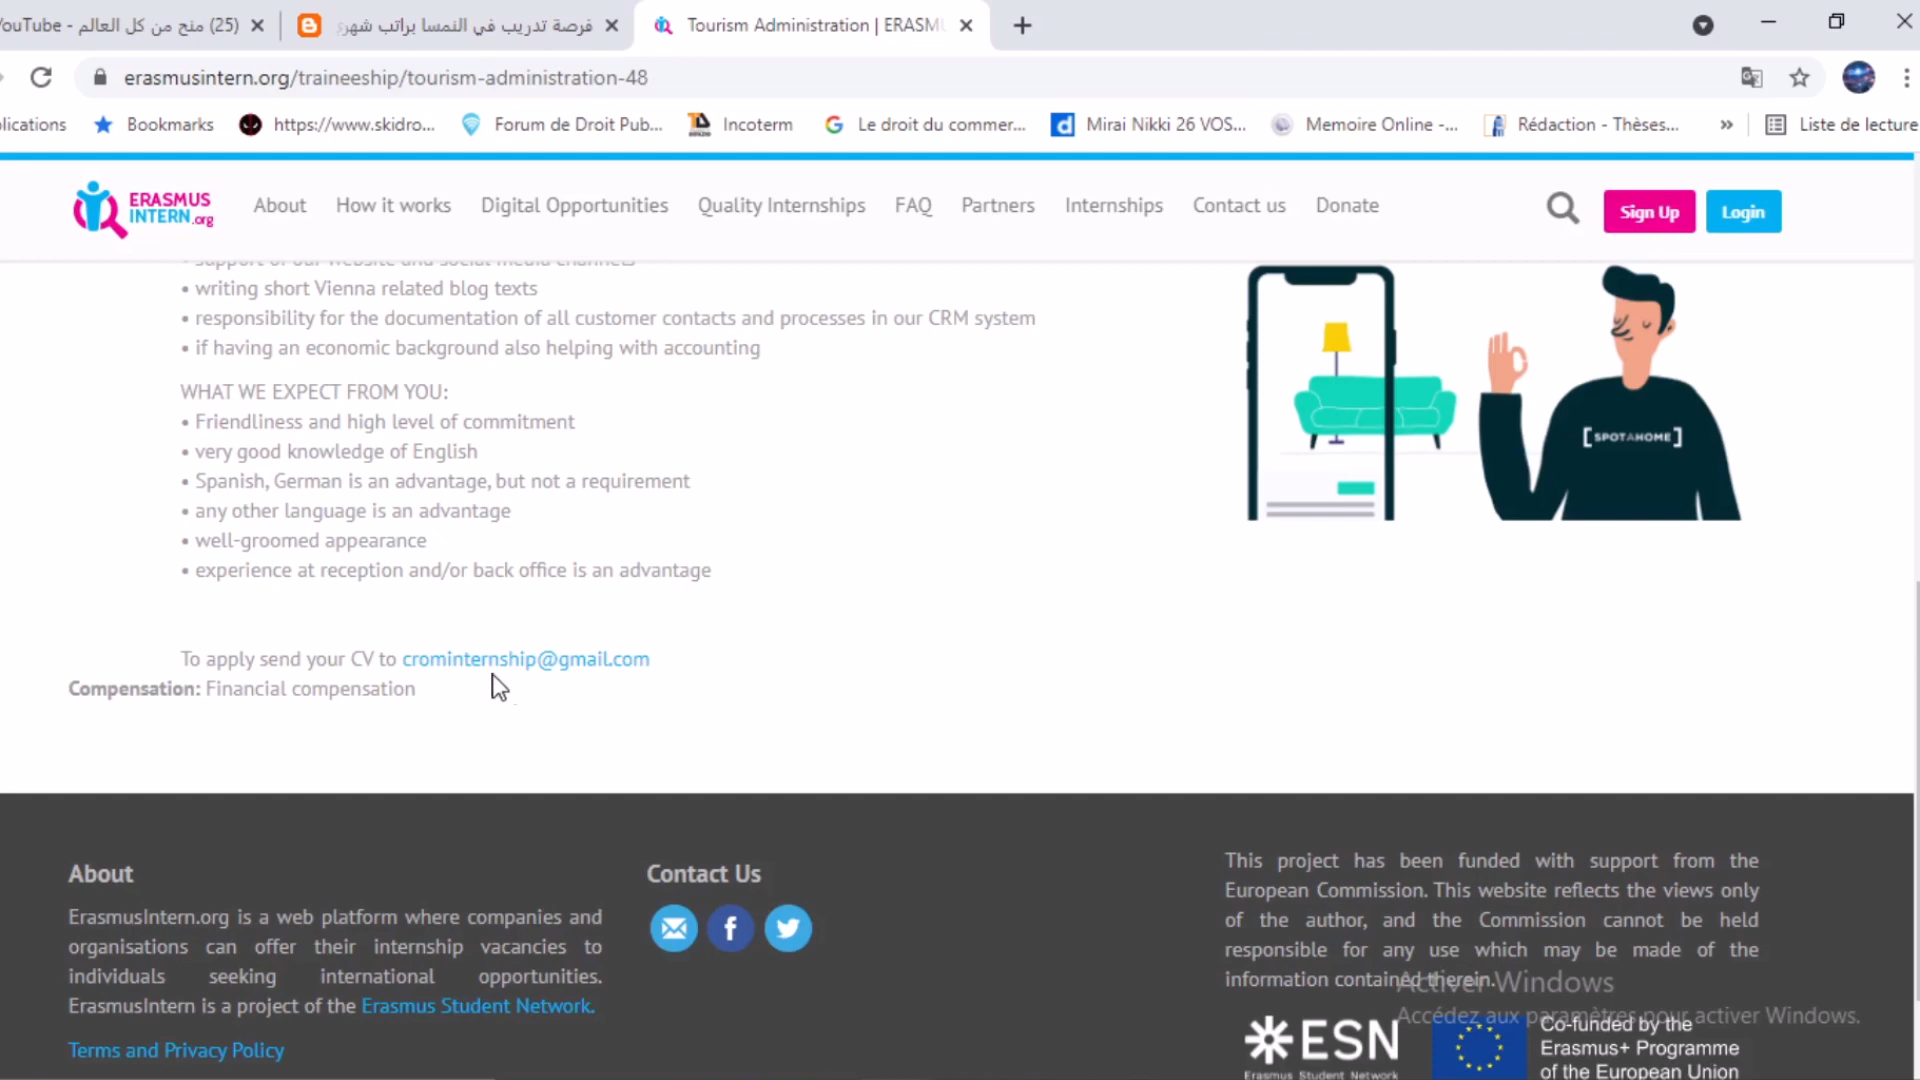 ouTube - منح من كل العالم (25)
فرصة تدريب في النمسا براتب شهري
Tourism Administration | ERASMU
erasmusintern.org/traineeship/tourism-administration-48
lications
Bookmarks
https://www.skidro...
Forum de Droit Pub...
Incoterm
Le droit du commer...
Mirai Nikki 26 VOS...
Memoire Online -...
Rédaction - Thèses...
»
Liste de lecture
ERASMUS
INTERN.org
About
How it works
Digital Opportunities
Quality Internships
FAQ
Partners
Internships
Contact us
Donate
Sign Up
Login
• support of our website and social media channels
• writing short Vienna related blog texts
• responsibility for the documentation of all customer contacts and processes in our CRM system
• if having an economic background also helping with accounting
WHAT WE EXPECT FROM YOU:
• Friendliness and high level of commitment
• very good knowledge of English
• Spanish, German is an advantage, but not a requirement
• any other language is an advantage
• well-groomed appearance
• experience at reception and/or back office is an advantage
[SPOTAHOME]
To apply send your CV to crominternship@gmail.com
Compensation: Financial compensation
About
ErasmusIntern.org is a web platform where companies and
organisations can offer their internship vacancies to
individuals seeking international opportunities.
ErasmusIntern is a project of the Erasmus Student Network.
Terms and Privacy Policy
Contact Us
This project has been funded with support from the
European Commission. This website reflects the views only
of the author, and the Commission cannot be held
responsible for any use which may be made of the
information contained therein.
Activer Windows
Accédez aux paramètres pour activer Windows.
ESN
Erasmus Student Network
Co-funded by the
Erasmus+ Programme
of the European Union